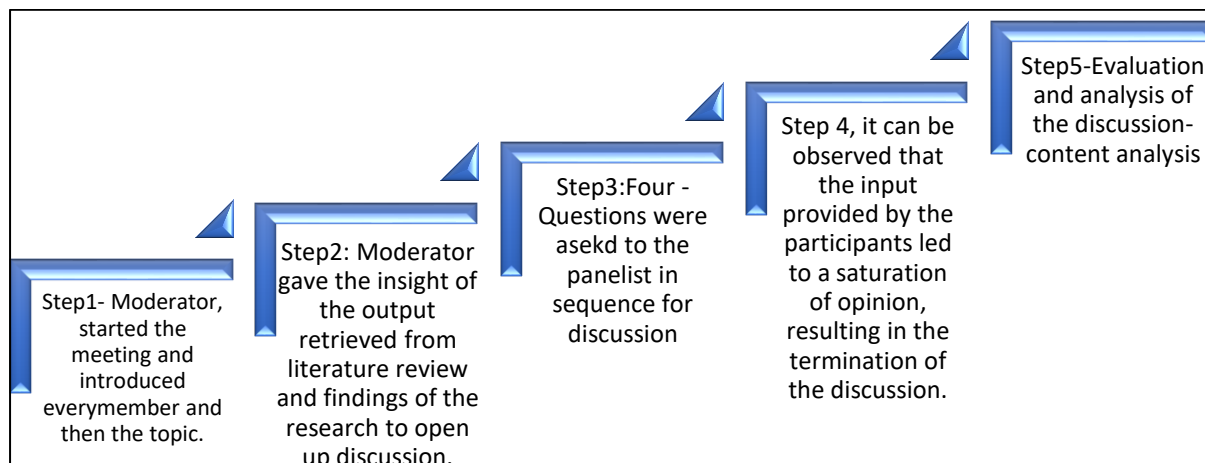 Step1- Moderator,
started the
meeting and
introduced
everymember and
then the topic.
Step2: Moderator
gave the insight of
the output
retrieved from
literature review
and findings of the
research to open
up discussion.
Step3:Four -
Questions were
asekd to the
panelist in
sequence for
discussion
Step 4, it can be
observed that
the input
provided by the
participants led
to a saturation
of opinion,
resulting in the
termination of
the discussion.
Step5-Evaluation
and analysis of
the discussion-
content analysis